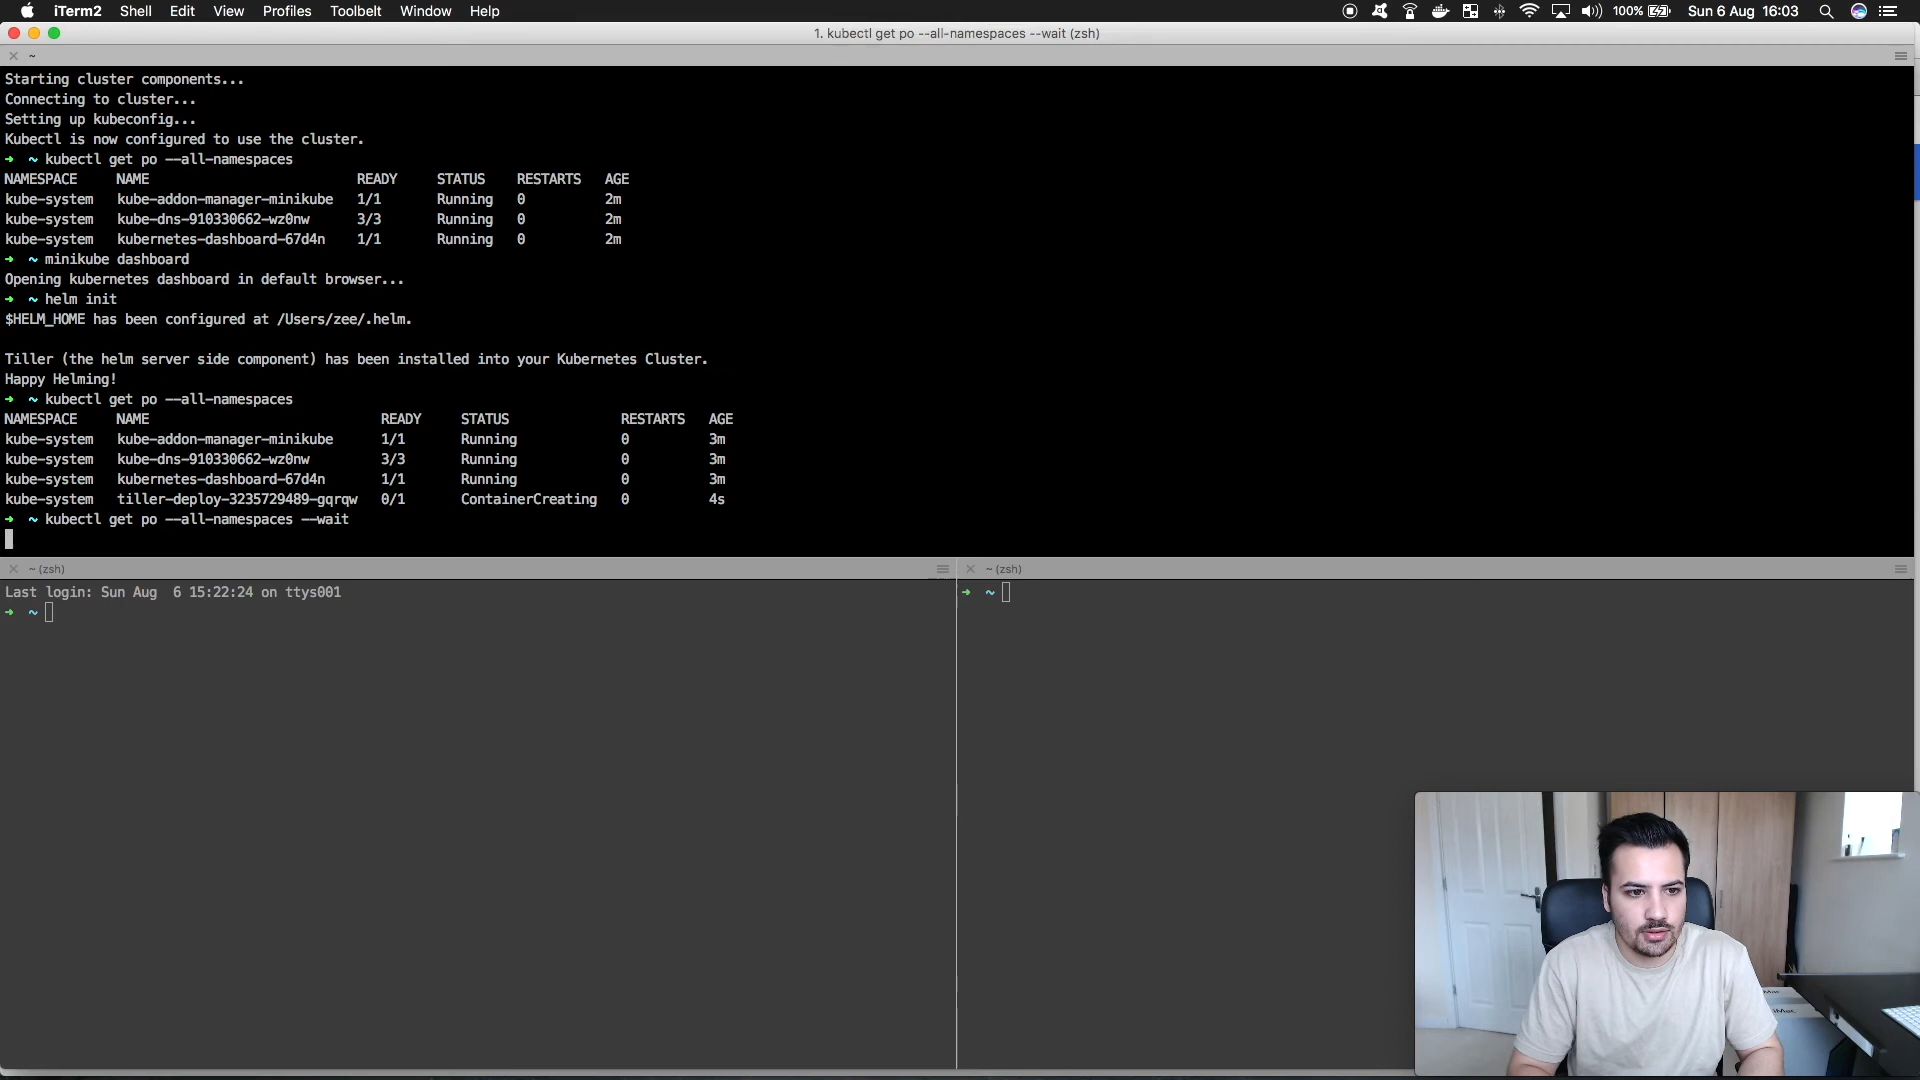 iTerm2 Shell Edit View Profiles Toolbelt Window Help 100% Sun 6 Aug 16:03
1. kubectl get po --all-namespaces --wait (zsh)
~
Starting cluster components...
Connecting to cluster...
Setting up kubeconfig...
Kubectl is now configured to use the cluster.
➜ ~ kubectl get po --all-namespaces
NAMESPACE NAME READY STATUS RESTARTS AGE
kube-system kube-addon-manager-minikube 1/1 Running 0 2m
kube-system kube-dns-910330662-wz0nw 3/3 Running 0 2m
kube-system kubernetes-dashboard-67d4n 1/1 Running 0 2m
➜ ~ minikube dashboard
Opening kubernetes dashboard in default browser...
➜ ~ helm init
$HELM_HOME has been configured at /Users/zee/.helm.
Tiller (the helm server side component) has been installed into your Kubernetes Cluster.
Happy Helming!
➜ ~ kubectl get po --all-namespaces
NAMESPACE NAME READY STATUS RESTARTS AGE
kube-system kube-addon-manager-minikube 1/1 Running 0 3m
kube-system kube-dns-910330662-wz0nw 3/3 Running 0 3m
kube-system kubernetes-dashboard-67d4n 1/1 Running 0 3m
kube-system tiller-deploy-3235729489-gqrqw 0/1 ContainerCreating 0 4s
➜ ~ kubectl get po --all-namespaces --wait
~ (zsh)
Last login: Sun Aug 6 15:22:24 on ttys001
➜ ~
~ (zsh)
➜ ~